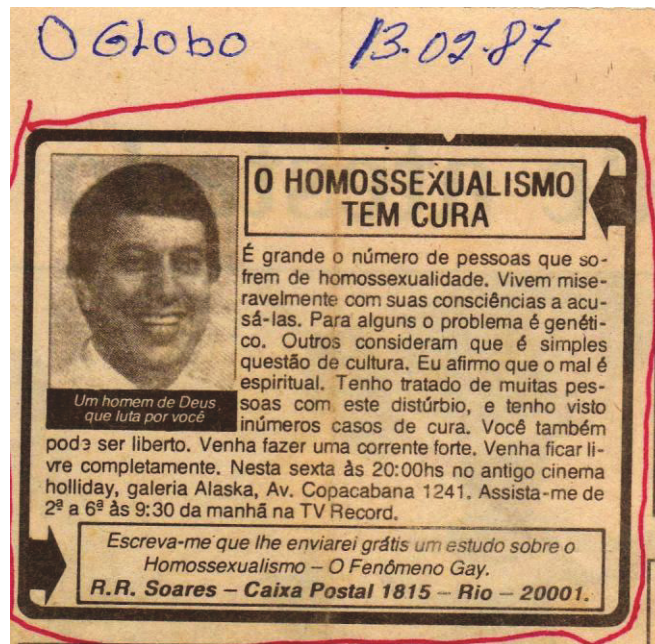 O GLOBO 13-02-87
O HOMOSSEXUALISMO
TEM CURA
É grande o número de pessoas que so-
frem de homossexualidade. Vivem mise-
ravelmente com suas consciências a acu-
sá-las. Para alguns o problema é genéti-
co. Outros consideram que é simples
questão de cultura. Eu afirmo que o mal é
espiritual. Tenho tratado de muitas pes-
soas com este distúrbio, e tenho visto
inúmeros casos de cura. Você também
pode ser liberto. Venha fazer uma corrente forte. Venha ficar li-
vre completamente. Nesta sexta às 20:00hs no antigo cinema
holliday, galeria Alaska, Av. Copacabana 1241. Assista-me de
2ª a 6ª às 9:30 da manhã na TV Record.
Um homem de Deus
que luta por você
Escreva-me que lhe enviarei grátis um estudo sobre o
Homossexualismo – O Fenômeno Gay.
R.R. Soares – Caixa Postal 1815 – Rio – 20001.